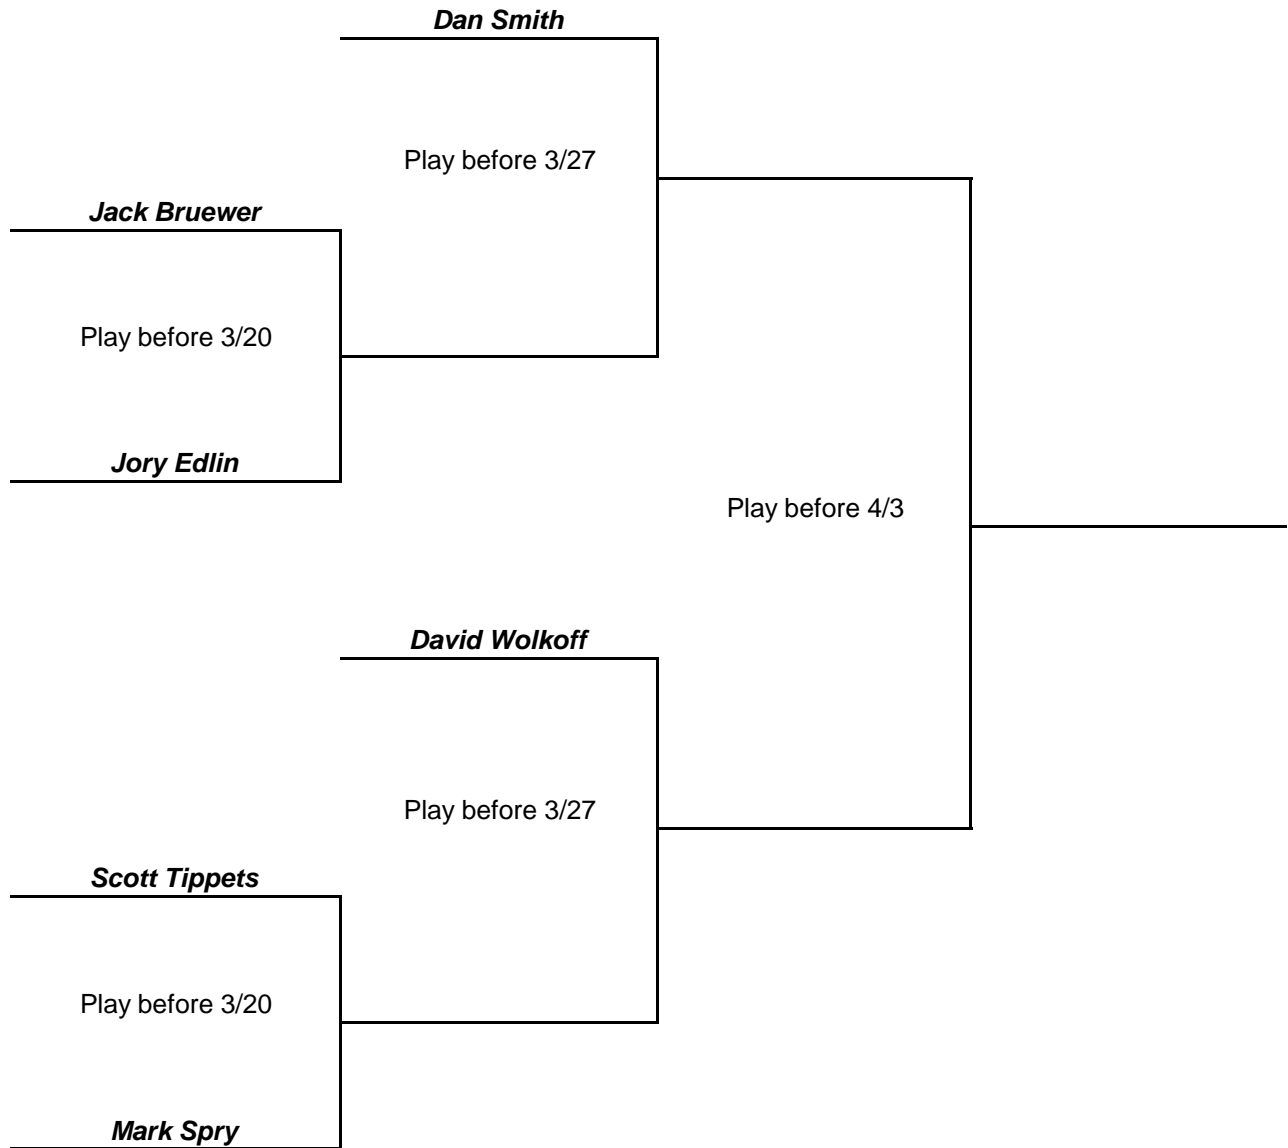 Dan Smith
Play before 3/27
Jack Bruewer
Play before 3/20
Jory Edlin
Play before 4/3
David Wolkoff
Play before 3/27
Scott Tippets
Play before 3/20
Mark Spry